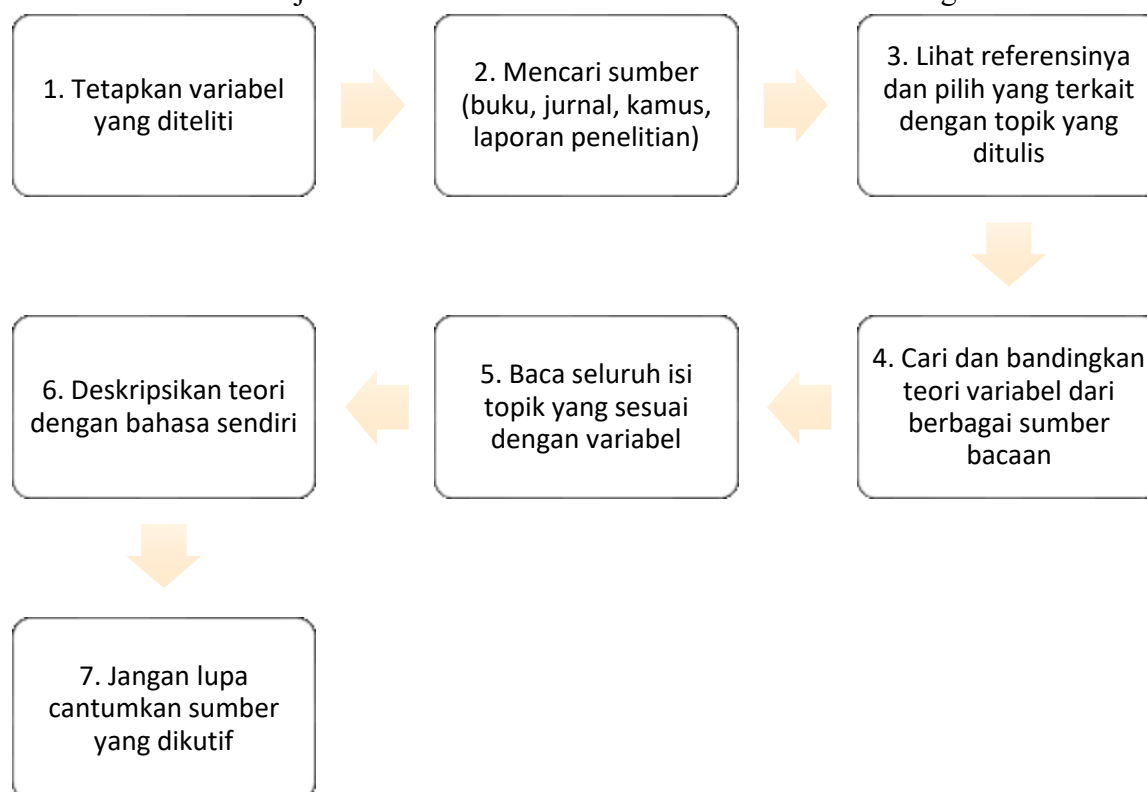 1. Tetapkan variabel
yang diteliti
2. Mencari sumber
(buku, jurnal, kamus,
laporan penelitian)
3. Lihat referensinya
dan pilih yang terkait
dengan topik yang
ditulis
4. Cari dan bandingkan
teori variabel dari
berbagai sumber
bacaan
5. Baca seluruh isi
topik yang sesuai
dengan variabel
6. Deskripsikan teori
dengan bahasa sendiri
7. Jangan lupa
cantumkan sumber
yang dikutif